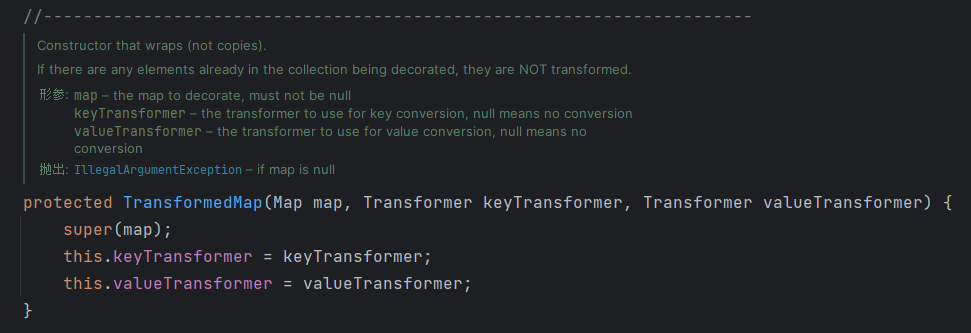 //-----------------------------------------------------------------------
Constructor that wraps (not copies).
If there are any elements already in the collection being decorated, they are NOT transformed.
形参: map – the map to decorate, must not be null
keyTransformer – the transformer to use for key conversion, null means no conversion
valueTransformer – the transformer to use for value conversion, null means no
conversion
抛出: IllegalArgumentException – if map is null
protected TransformedMap(Map map, Transformer keyTransformer, Transformer valueTransformer) {
    super(map);
    this.keyTransformer = keyTransformer;
    this.valueTransformer = valueTransformer;
}